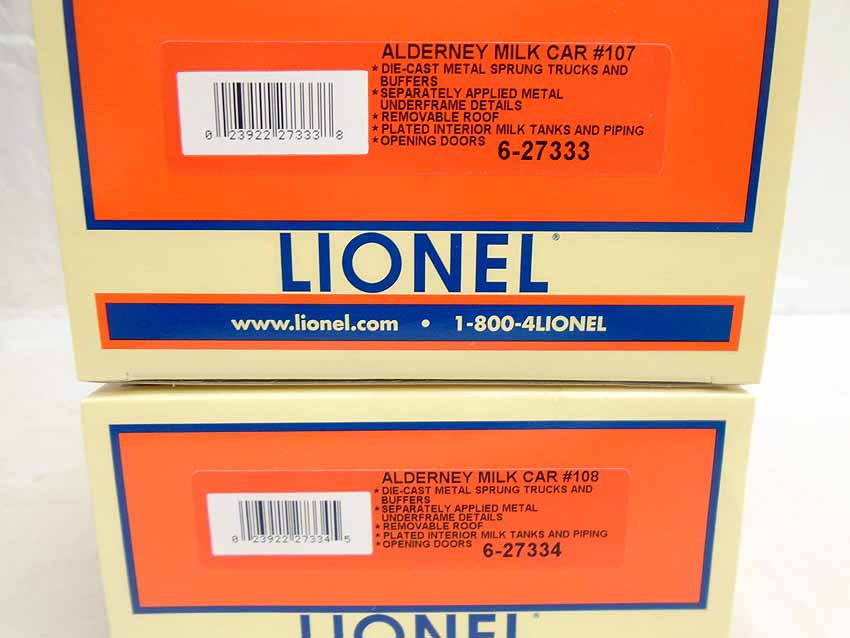 ALDERNEY MILK CAR #107
* DIE-CAST METAL SPRUNG TRUCKS AND
BUFFERS
* SEPARATELY APPLIED METAL
UNDERFRAME DETAILS
* REMOVABLE ROOF
* PLATED INTERIOR MILK TANKS AND PIPING
* OPENING DOORS 6-27333
0 23922 27333 8
LIONEL®
www.lionel.com • 1-800-4LIONEL
ALDERNEY MILK CAR #108
* DIE-CAST METAL SPRUNG TRUCKS AND
BUFFERS
* SEPARATELY APPLIED METAL
UNDERFRAME DETAILS
* REMOVABLE ROOF
* PLATED INTERIOR MILK TANKS AND PIPING
* OPENING DOORS 6-27334
0 23922 27334 5
LIONEL